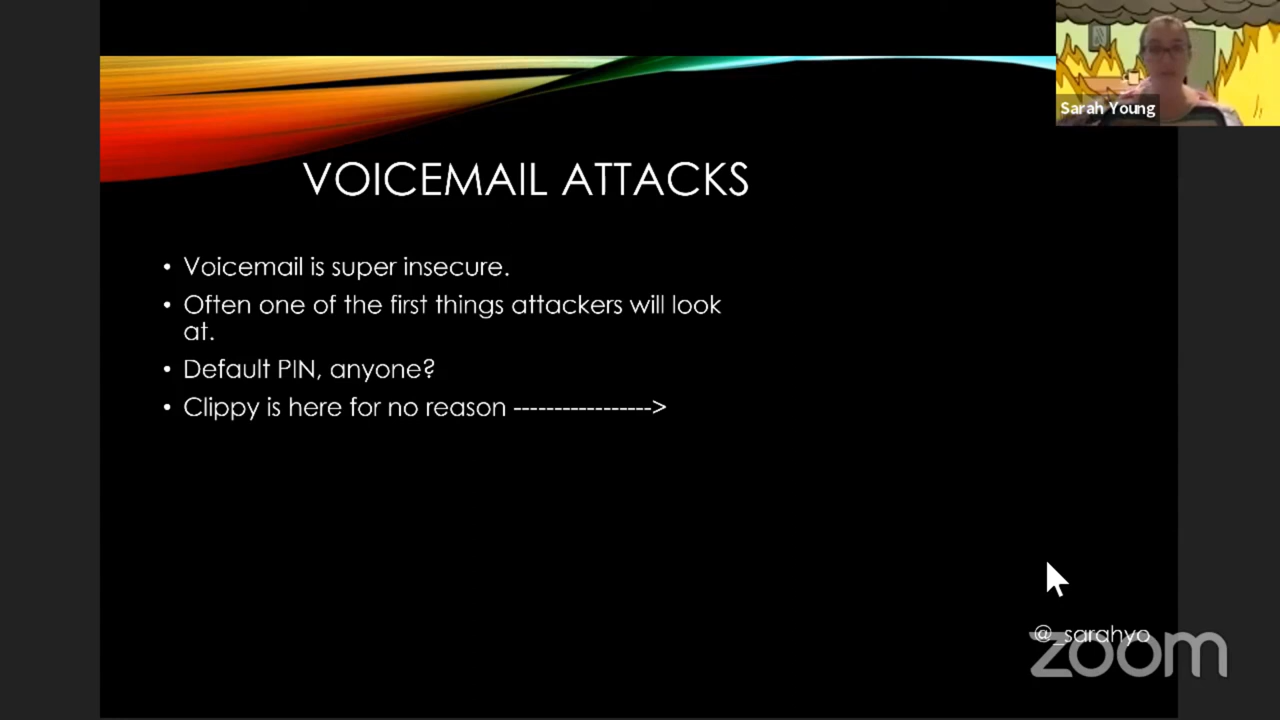 Sarah Young
VOICEMAIL ATTACKS
• Voicemail is super insecure.
• Often one of the first things attackers will look
at.
• Default PIN, anyone?
• Clippy is here for no reason ----------------->
@_sarahyo
zoom